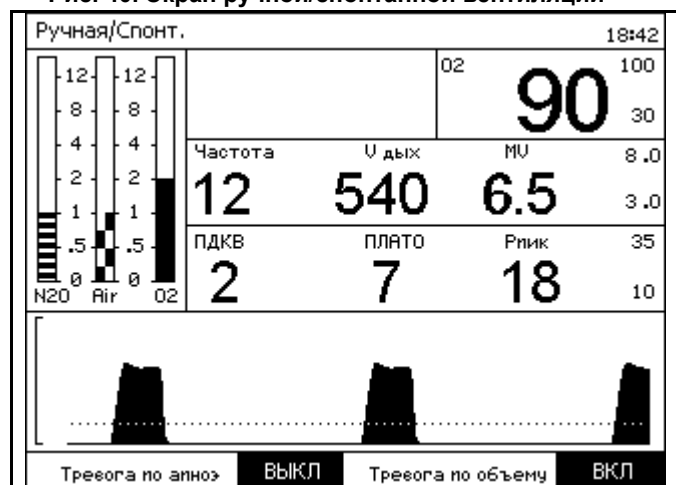 Ручная/Спонт. 18:42
O2 90 100
30
12 12
8 8
4 4
2 2
1 1
.5 .5
0 0
N2O Air O2
Частота V дых MV 8.0
12 540 6.5 3.0
ПДКВ ПЛАТО Pпик 35
2 7 18 10
Тревога по апноэ ВЫКЛ Тревога по объему ВКЛ